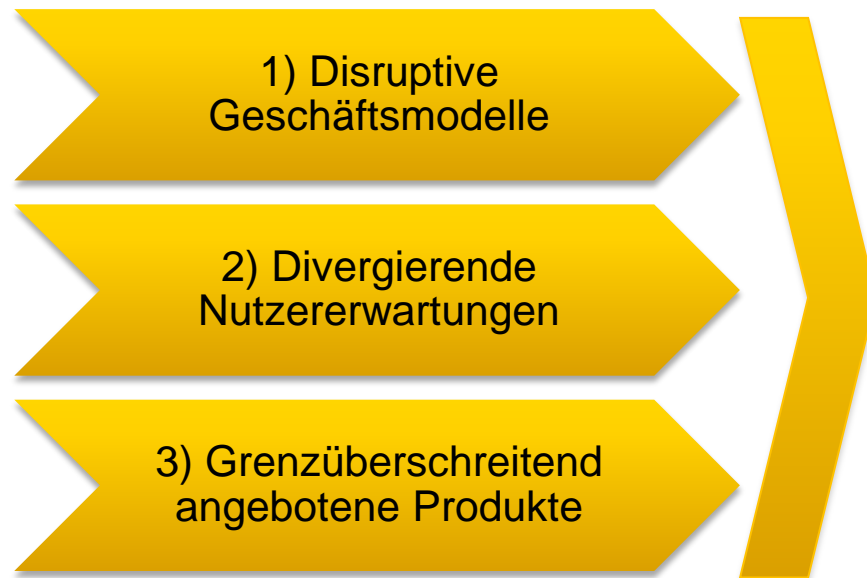 1) Disruptive
Geschäftsmodelle
2) Divergierende
Nutzererwartungen
3) Grenzüberschreitend
angebotene Produkte